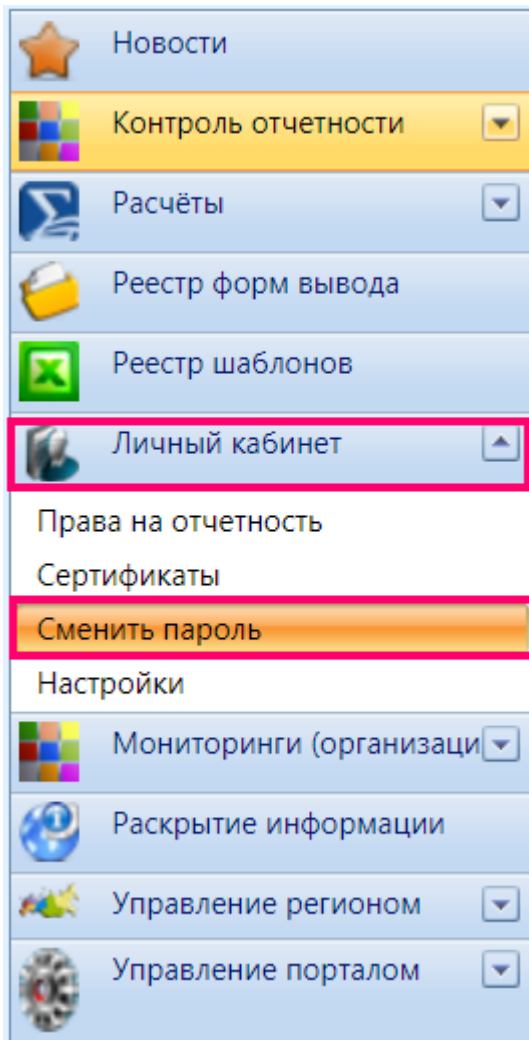 Новости
Контроль отчетности
Расчёты
Реестр форм вывода
Реестр шаблонов
Личный кабинет
Права на отчетность
Сертификаты
Сменить пароль
Настройки
Мониторинги (организаци
Раскрытие информации
Управление регионом
Управление порталом